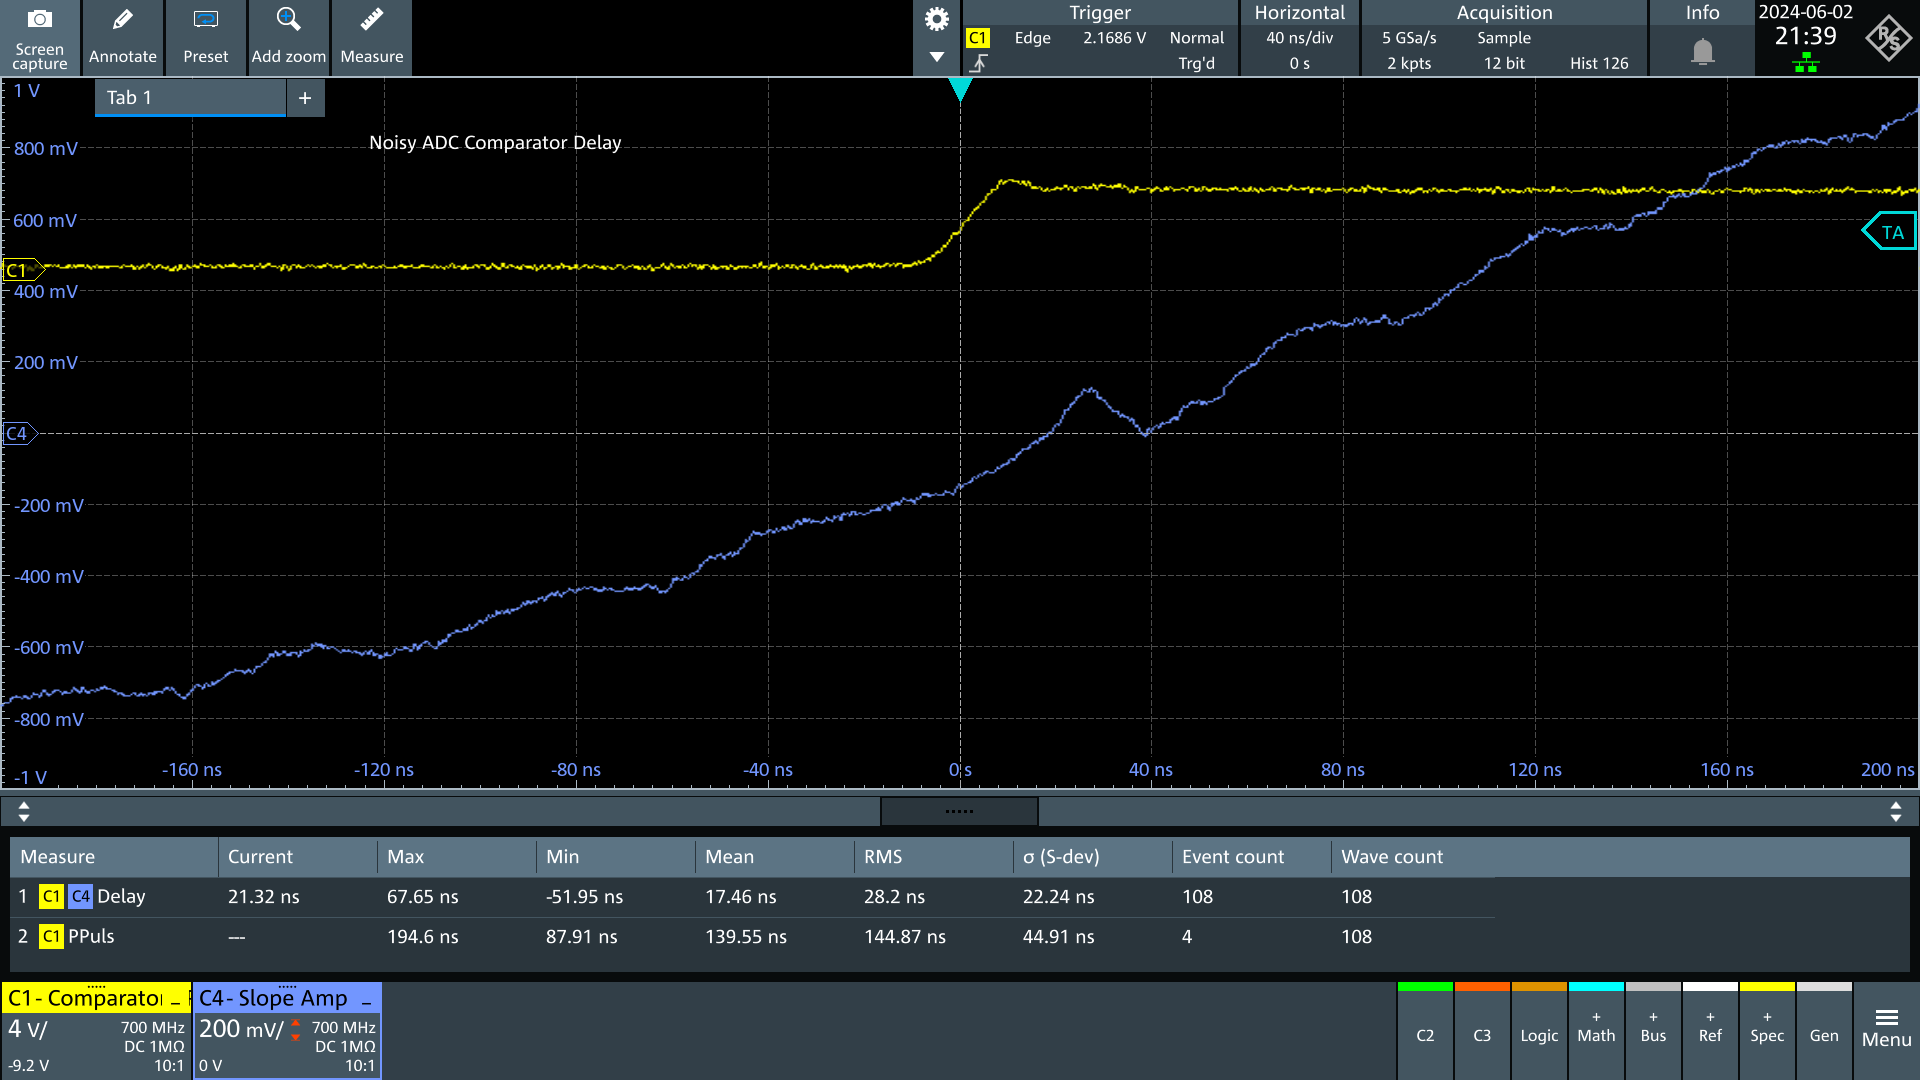 Screen capture
Annotate
Preset
Add zoom
Measure
Trigger
C1 Edge 2.1686 V Normal
Trg'd
Horizontal
40 ns/div
0 s
Acquisition
5 GSa/s Sample
2 kpts 12 bit Hist 126
Info
2024-06-02
21:39
R&S
Tab 1 +
Noisy ADC Comparator Delay
1 V
800 mV
600 mV
C1
400 mV
200 mV
C4
-200 mV
-400 mV
-600 mV
-800 mV
-1 V
TA
-160 ns -120 ns -80 ns -40 ns 0 s 40 ns 80 ns 120 ns 160 ns 200 ns
Measure Current Max Min Mean RMS σ (S-dev) Event count Wave count
1 C1 C4 Delay 21.32 ns 67.65 ns -51.95 ns 17.46 ns 28.2 ns 22.24 ns 108 108
2 C1 PPuls --- 194.6 ns 87.91 ns 139.55 ns 144.87 ns 44.91 ns 4 108
C1 - Comparator
4 V/ 700 MHz
DC 1MΩ
-9.2 V 10:1
C4 - Slope Amp
200 mV/ 700 MHz
DC 1MΩ
0 V 10:1
C2
C3
Logic
+ Math
+ Bus
+ Ref
+ Spec
Gen
Menu